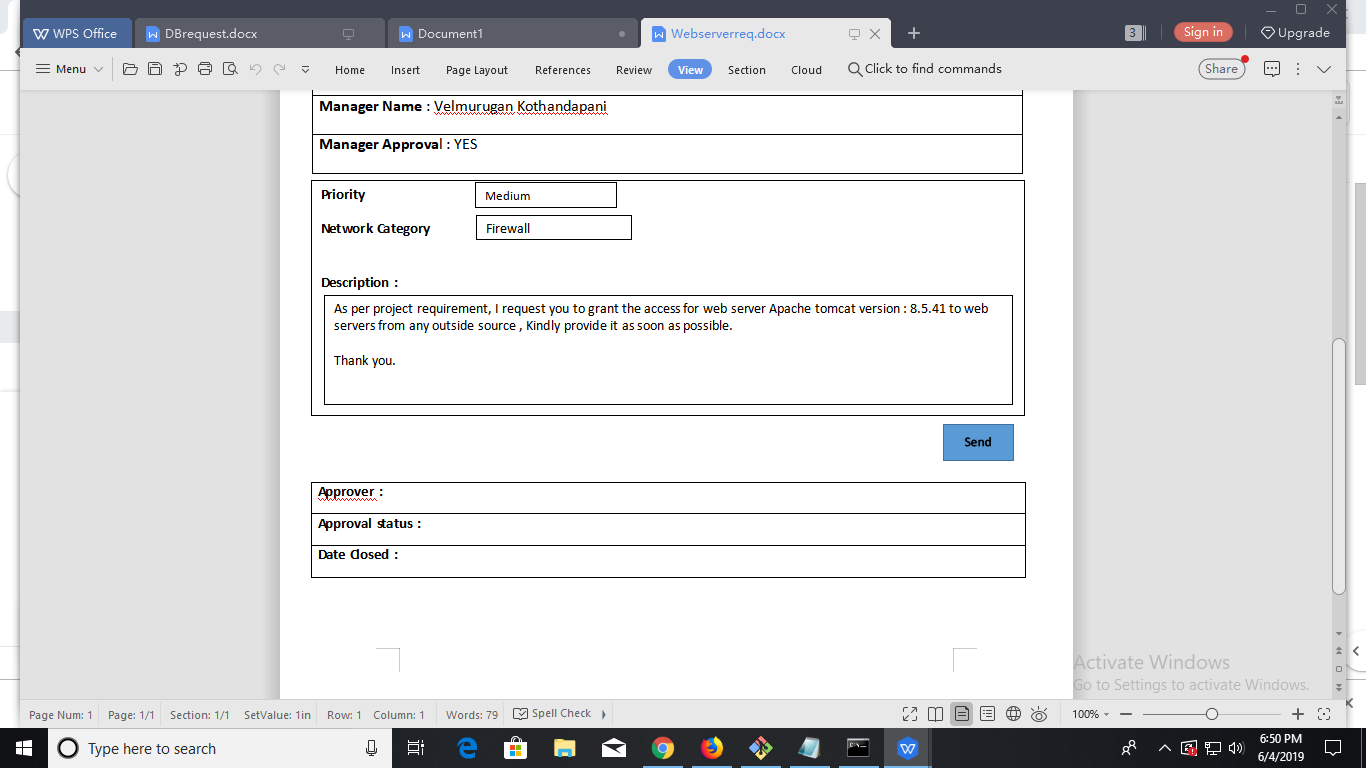 WPS Office
DBrequest.docx
Document1
Webserverreq.docx
3
Sign in
Upgrade
Menu
Home
Insert
Page Layout
References
Review
View
Section
Cloud
Click to find commands
Share
Manager Name : Velmurugan Kothandapani
Manager Approval : YES
Priority
Medium
Network Category
Firewall
Description :
As per project requirement, I request you to grant the access for web server Apache tomcat version : 8.5.41 to web
servers from any outside source , Kindly provide it as soon as possible.
Thank you.
Send
Approver :
Approval status :
Date Closed :
Activate Windows
Go to Settings to activate Windows.
Page Num: 1
Page: 1/1
Section: 1/1
SetValue: 1in
Row: 1
Column: 1
Words: 79
Spell Check
100%
Type here to search
6:50 PM
6/4/2019